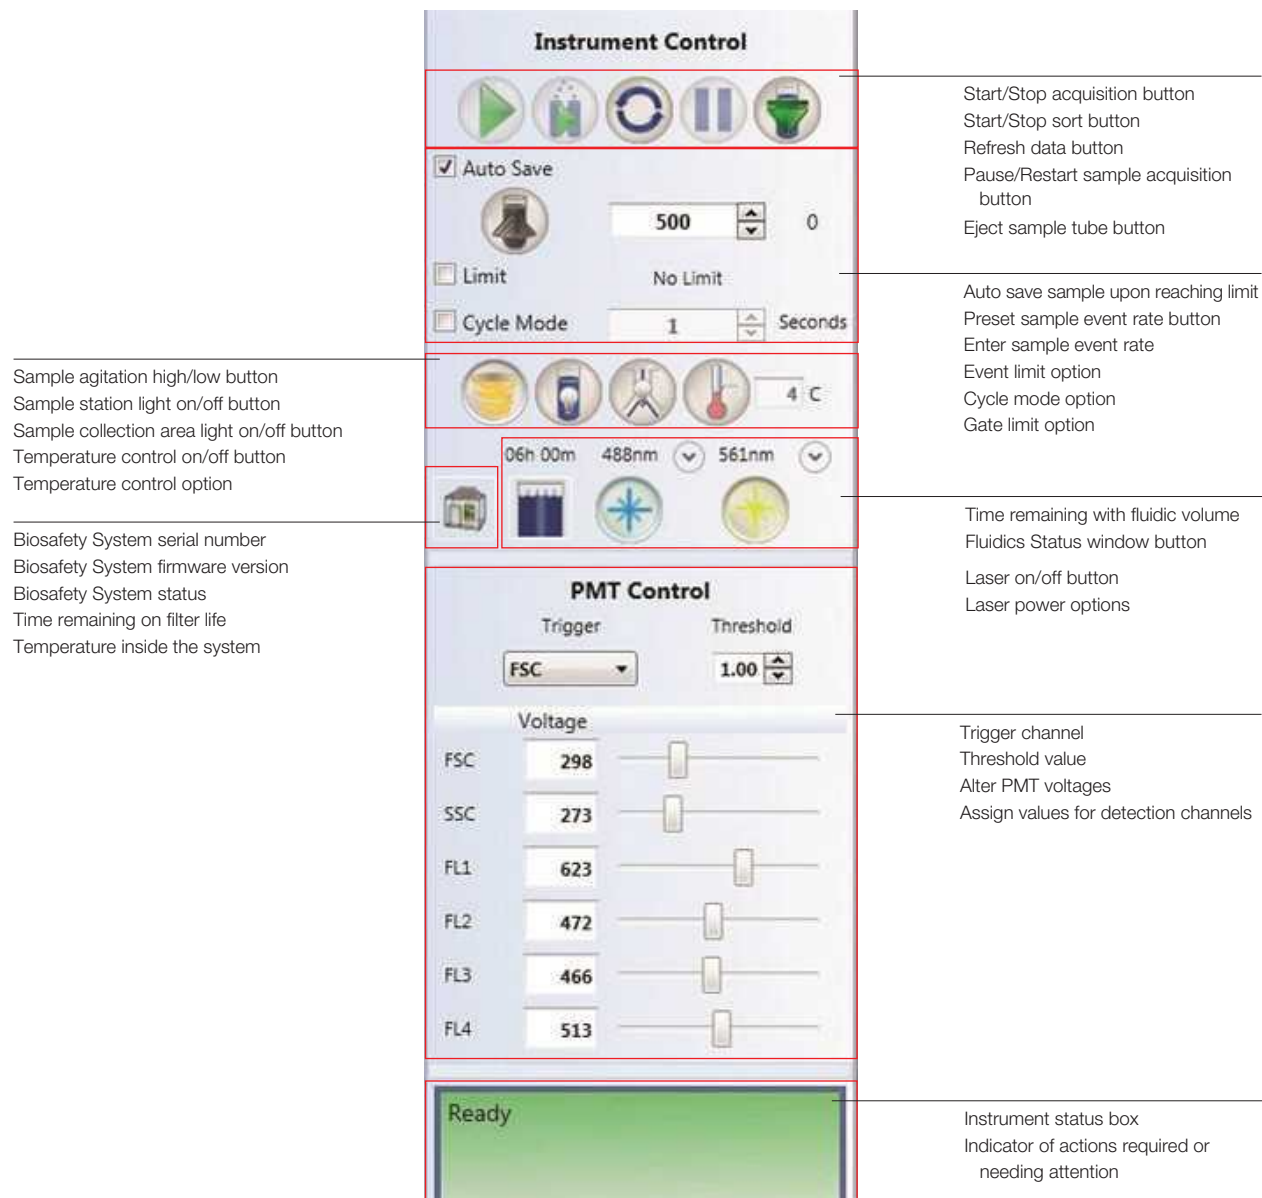 Instrument Control
Start/Stop acquisition button
Start/Stop sort button
Refresh data button
Pause/Restart sample acquisition
button
Eject sample tube button
Auto Save
500 0
Limit No Limit
Cycle Mode 1 Seconds
Auto save sample upon reaching limit
Preset sample event rate button
Enter sample event rate
Event limit option
Cycle mode option
Gate limit option
Sample agitation high/low button
Sample station light on/off button
Sample collection area light on/off button
Temperature control on/off button
Temperature control option
4 C
06h 00m 488nm 561nm
Biosafety System serial number
Biosafety System firmware version
Biosafety System status
Time remaining on filter life
Temperature inside the system
Time remaining with fluidic volume
Fluidics Status window button
Laser on/off button
Laser power options
PMT Control
Trigger Threshold
FSC 1.00
Voltage
FSC 298
SSC 273
FL1 623
FL2 472
FL3 466
FL4 513
Trigger channel
Threshold value
Alter PMT voltages
Assign values for detection channels
Ready
Instrument status box
Indicator of actions required or
needing attention